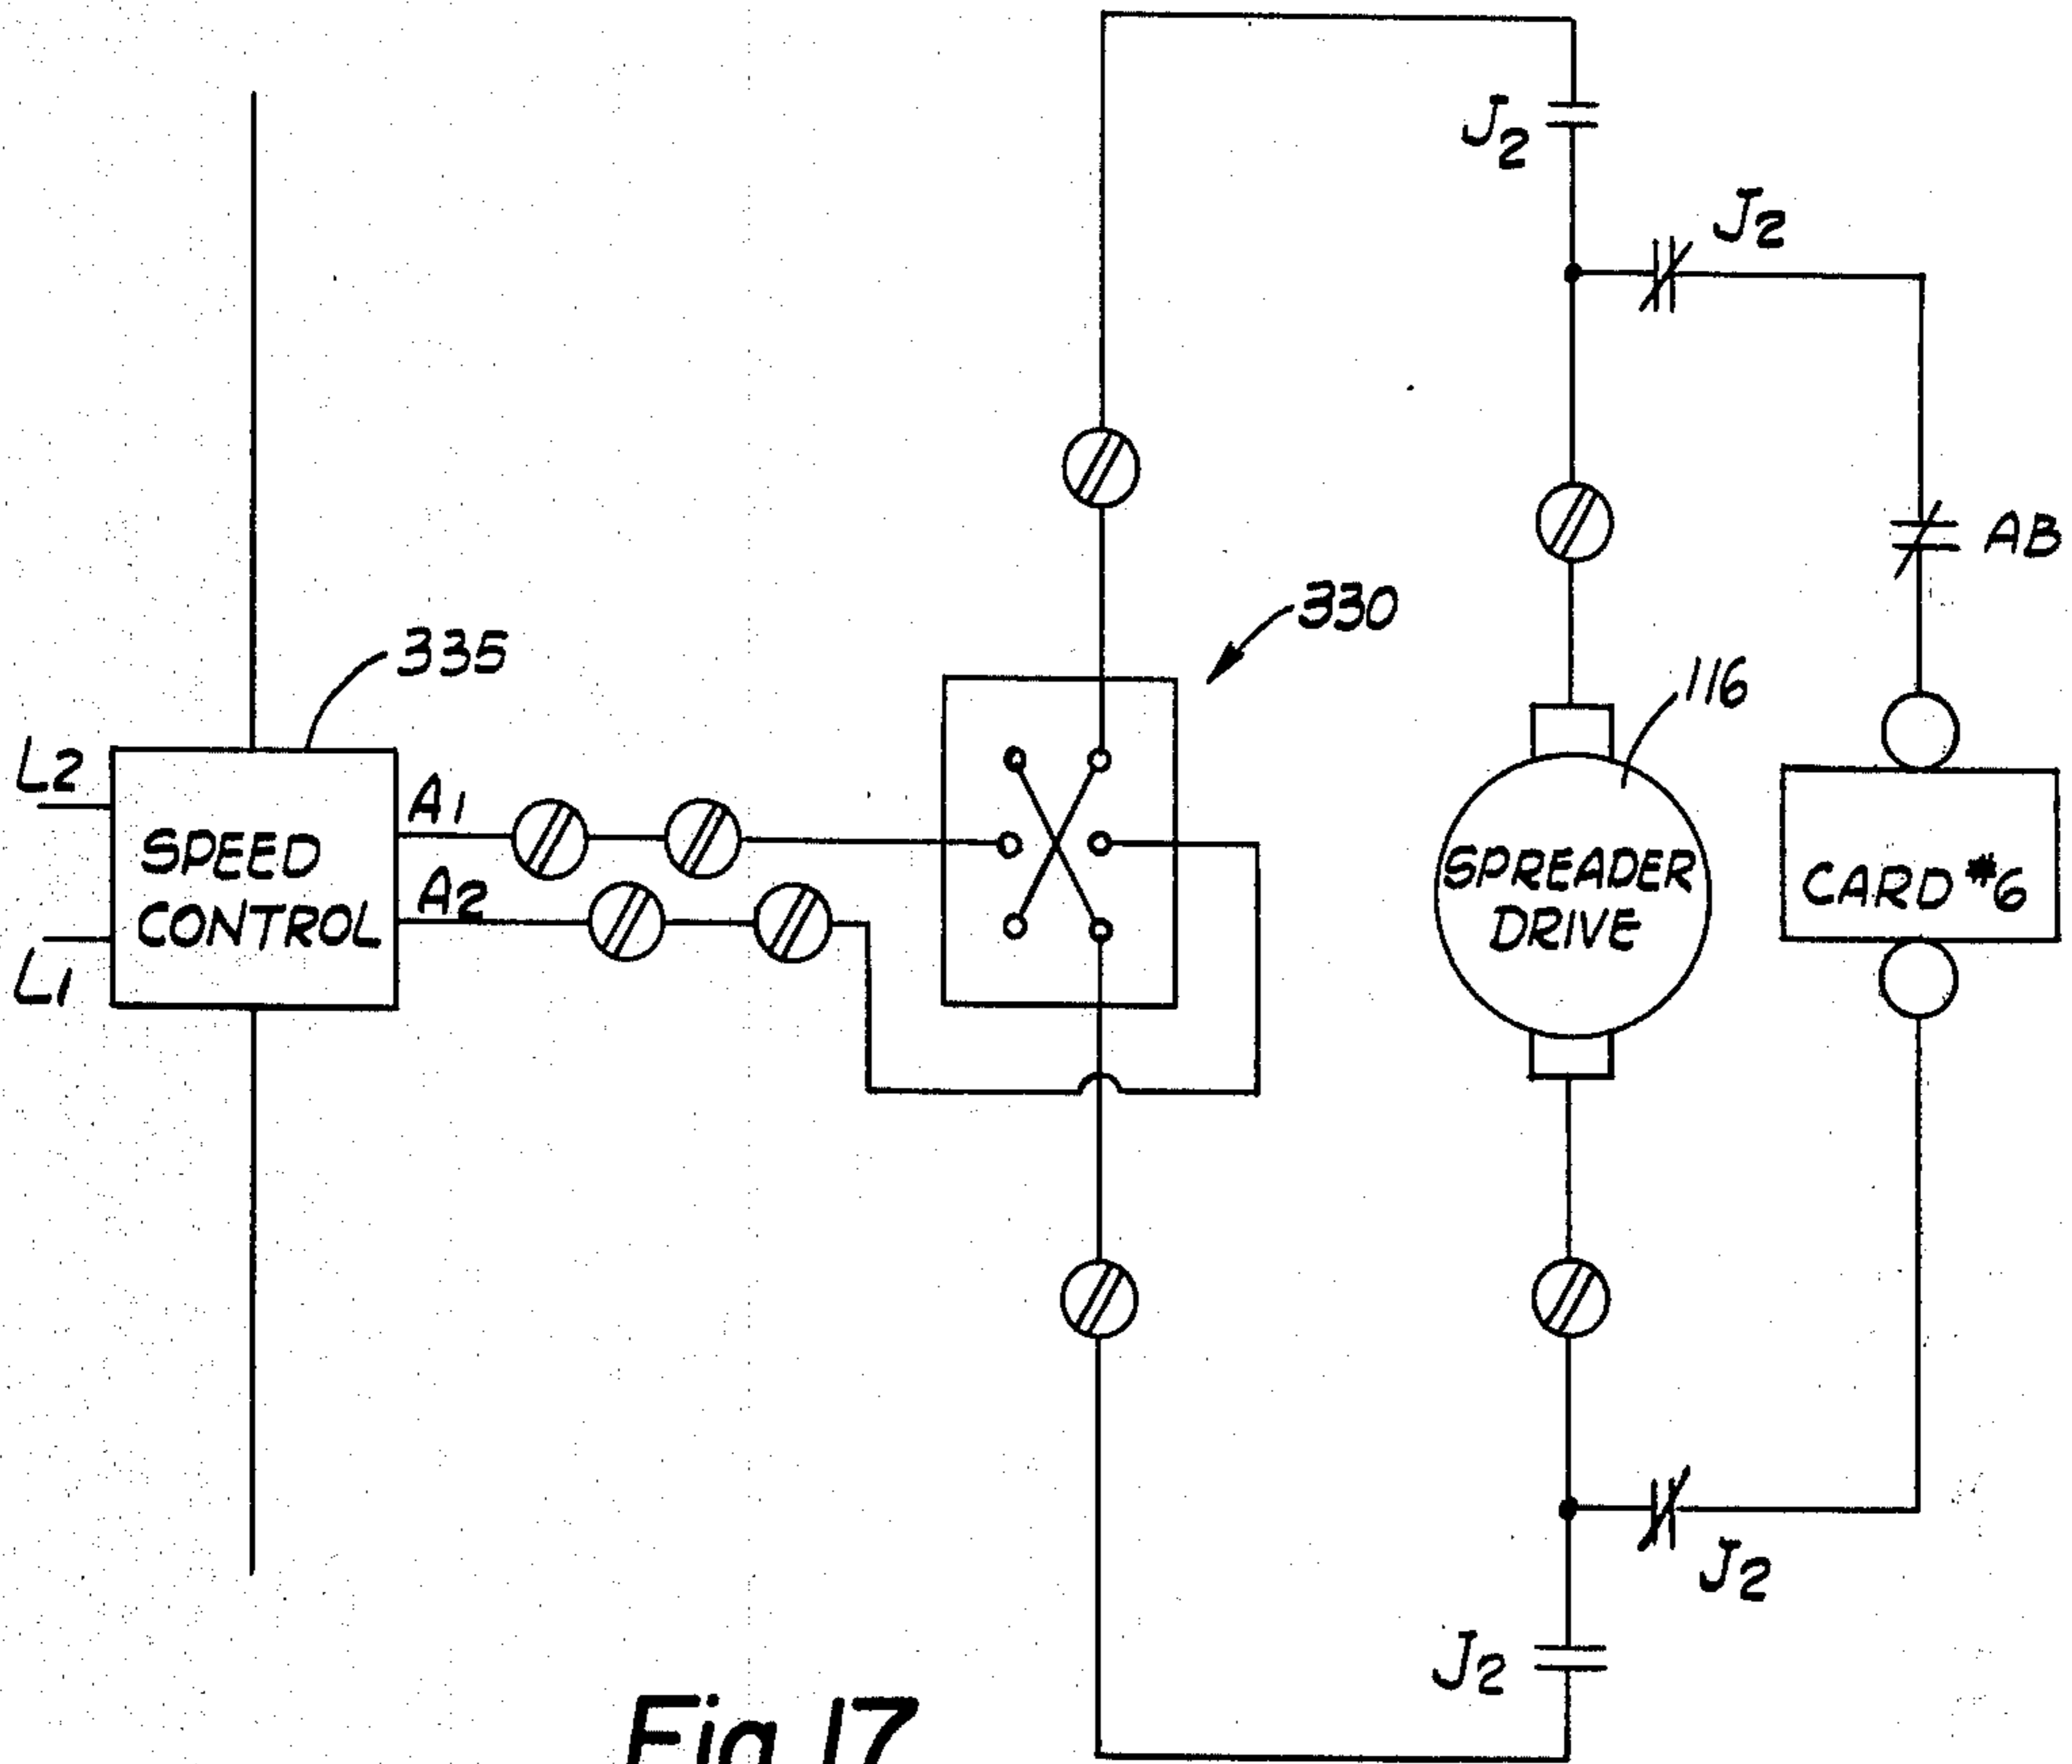 J2
J2
AB
330
335
116
L2
A1
SPEED
CONTROL
A2
L1
SPREADER
DRIVE
CARD #6
J2
J2
Fig. 17